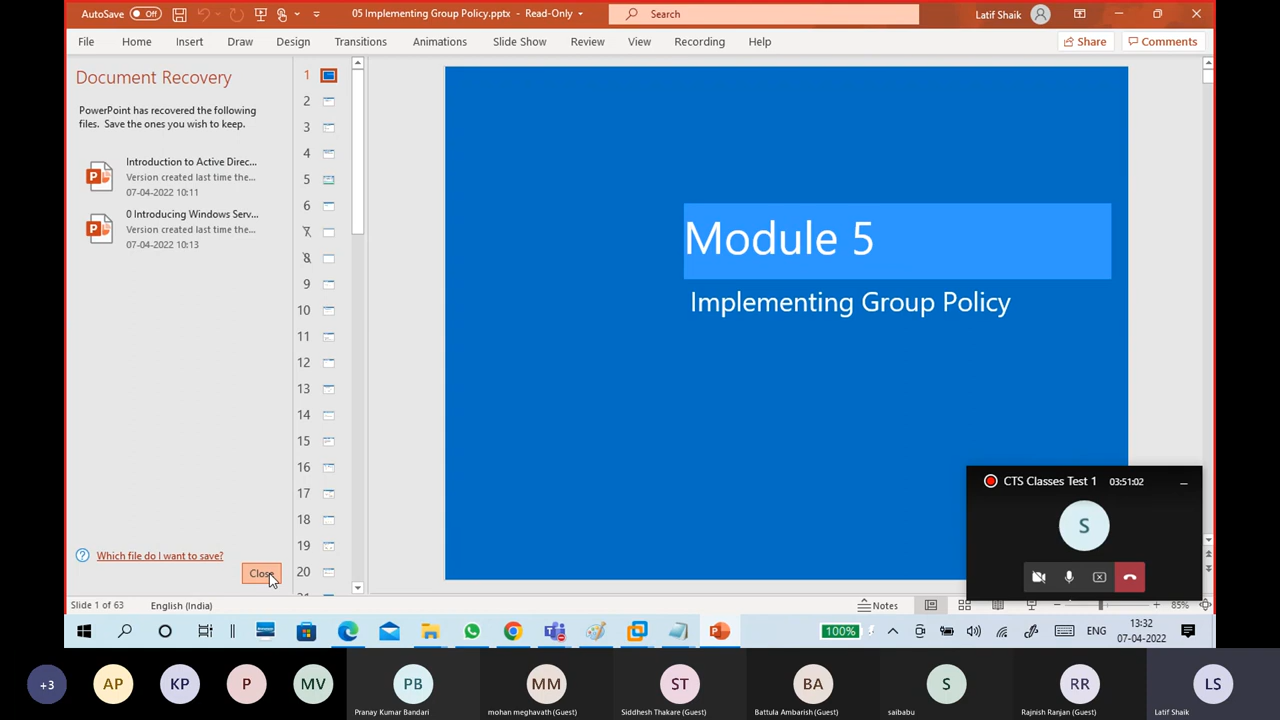 AutoSave Off
05 Implementing Group Policy.pptx - Read-Only
Search
Latif Shaik
File Home Insert Draw Design Transitions Animations Slide Show Review View Recording Help
Share Comments
Document Recovery
PowerPoint has recovered the following
files. Save the ones you wish to keep.
Introduction to Active Direc...
Version created last time the...
07-04-2022 10:11
0 Introducing Windows Serv...
Version created last time the...
07-04-2022 10:13
Which file do I want to save?
Close
1
2
3
4
5
6
7
8
9
10
11
12
13
14
15
16
17
18
19
20
Module 5
Implementing Group Policy
CTS Classes Test 1 03:51:02
S
Slide 1 of 63 English (India)
Notes
85%
100%
ENG
13:32
07-04-2022
+3 AP KP P MV PB MM ST BA S RR LS
Pranay Kumar Bandari
mohan meghavath (Guest)
Siddhesh Thakare (Guest)
Battula Ambarish (Guest)
saibabu
Rajnish Ranjan (Guest)
Latif Shaik